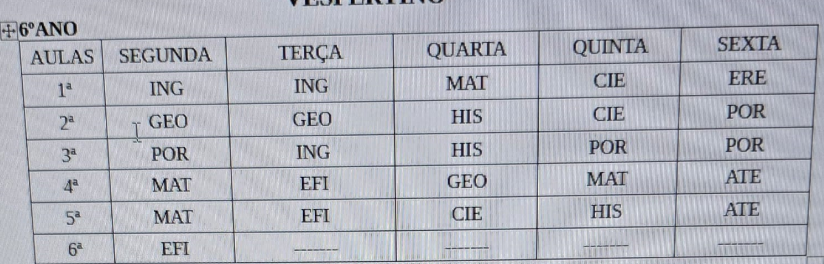 VESPERTINO
6ºANO
AULAS SEGUNDA TERÇA QUARTA QUINTA SEXTA
1ª ING ING MAT CIE ERE
2ª GEO GEO HIS CIE POR
3ª POR ING HIS POR POR
4ª MAT EFI GEO MAT ATE
5ª MAT EFI CIE HIS ATE
6ª EFI ------- ------- ------- -------